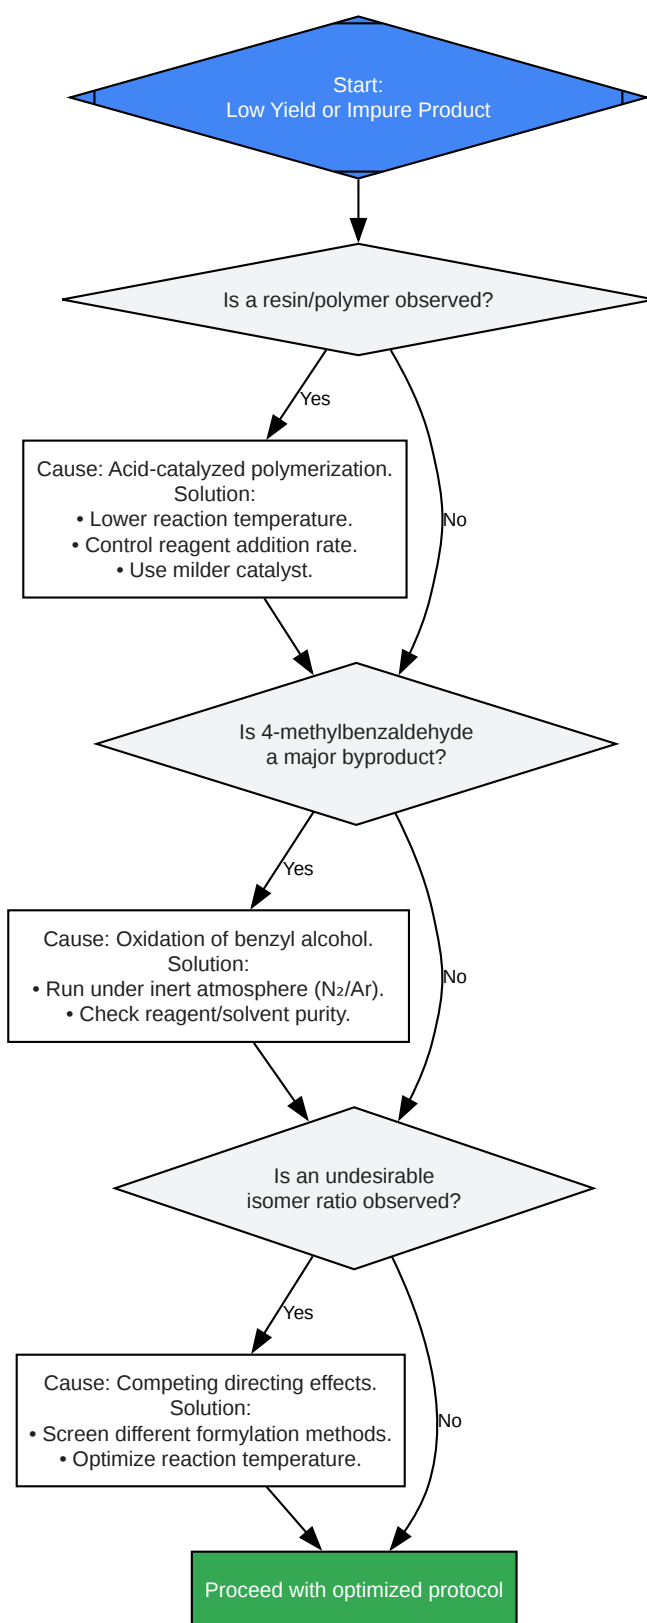 Start:
Low Yield or Impure Product
Is a resin/polymer observed?
Yes
Cause: Acid-catalyzed polymerization.
Solution:
• Lower reaction temperature.
• Control reagent addition rate.
• Use milder catalyst.
No
Is 4-methylbenzaldehyde
a major byproduct?
Yes
Cause: Oxidation of benzyl alcohol.
Solution:
• Run under inert atmosphere (N₂/Ar).
• Check reagent/solvent purity.
No
Is an undesirable
isomer ratio observed?
Yes
Cause: Competing directing effects.
Solution:
• Screen different formylation methods.
• Optimize reaction temperature.
No
Proceed with optimized protocol